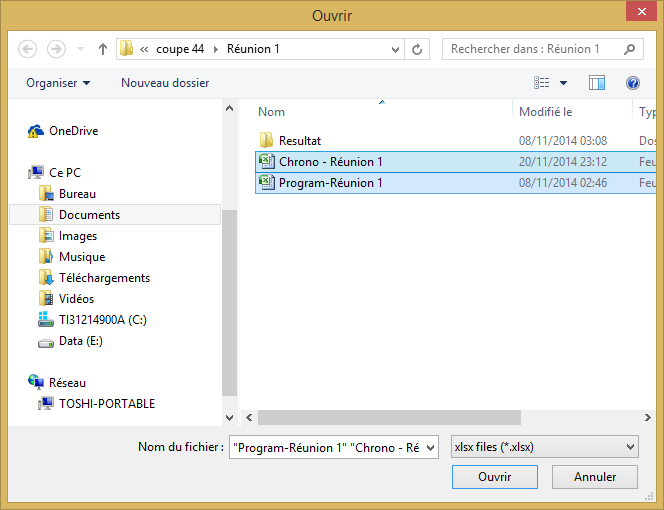 Ouvrir
« coupe 44 Réunion 1
Rechercher dans : Réunion 1
Organiser Nouveau dossier
Nom Modifié le Typ
OneDrive
Ce PC
Bureau
Documents
Images
Musique
Téléchargements
Vidéos
TI31214900A (C:)
Data (E:)
Réseau
TOSHI-PORTABLE
Resultat 08/11/2014 03:08 Dos
Chrono - Réunion 1 20/11/2014 23:12 Feu
Program-Réunion 1 08/11/2014 02:46 Feu
Nom du fichier : "Program-Réunion 1" "Chrono - Ré xlsx files (*.xlsx)
Ouvrir Annuler